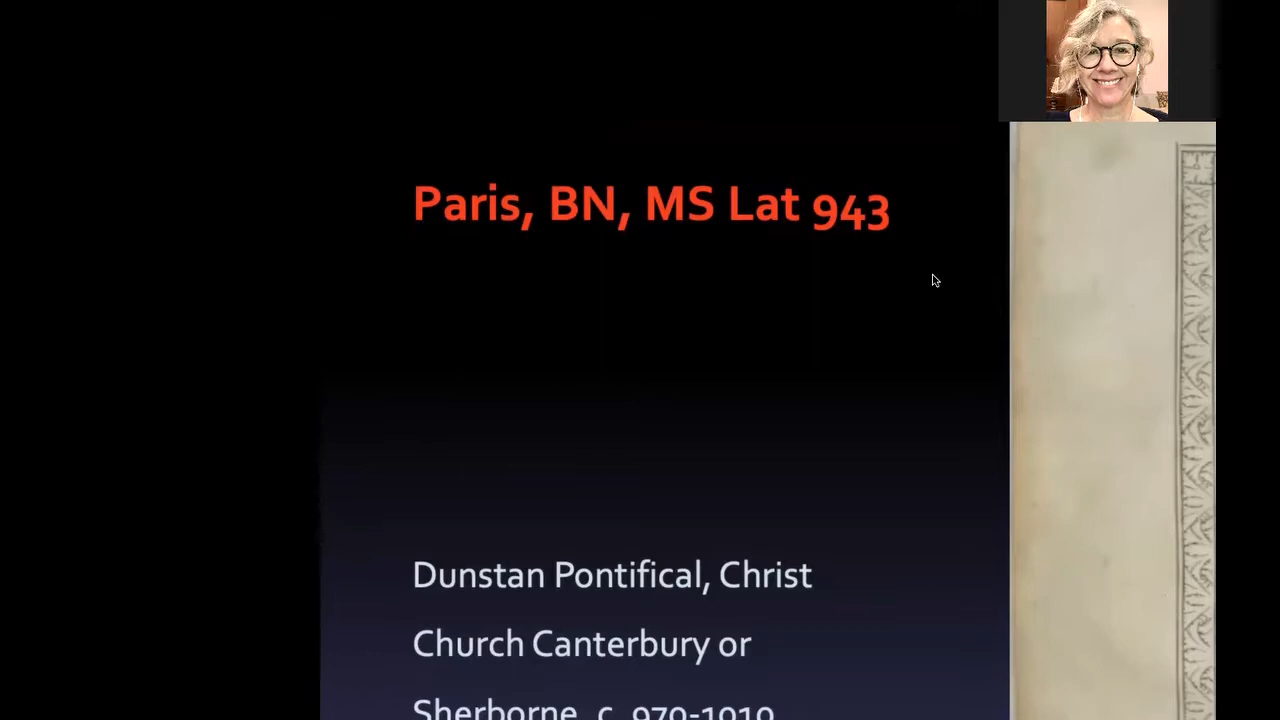 Paris, BN, MS Lat 943
Dunstan Pontifical, Christ
Church Canterbury or
Sherborne, c. 970-1010